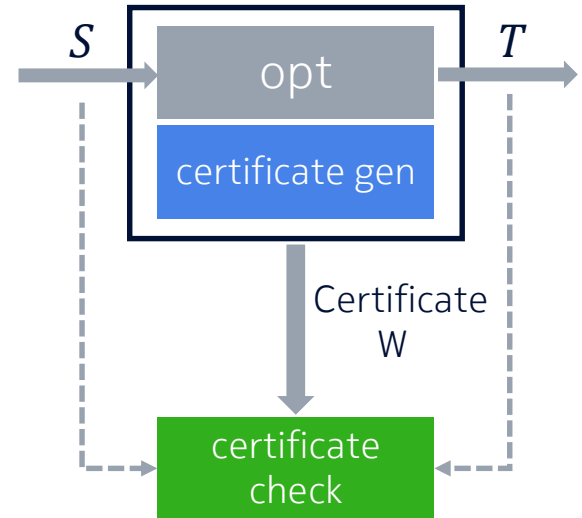 S
T
opt
certificate gen
Certificate
W
certificate
check